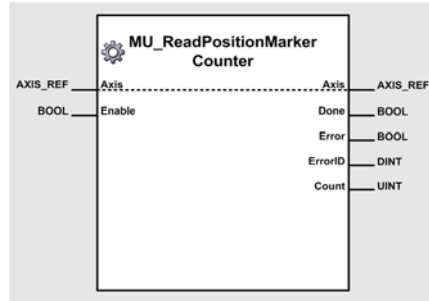 MU_ReadPositionMarker
Counter
AXIS_REF Axis Axis AXIS_REF
BOOL Enable Done BOOL
Error BOOL
ErrorID DINT
Count UINT